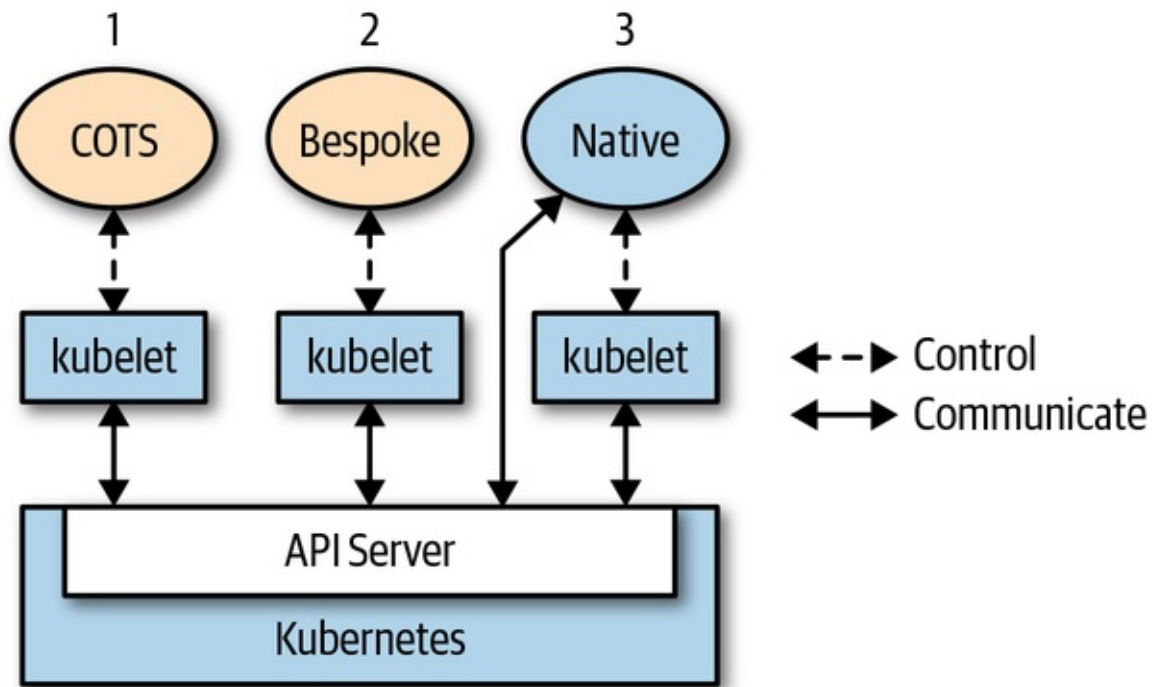 1 2 3
COTS Bespoke Native
kubelet kubelet kubelet
Control
Communicate
API Server
Kubernetes